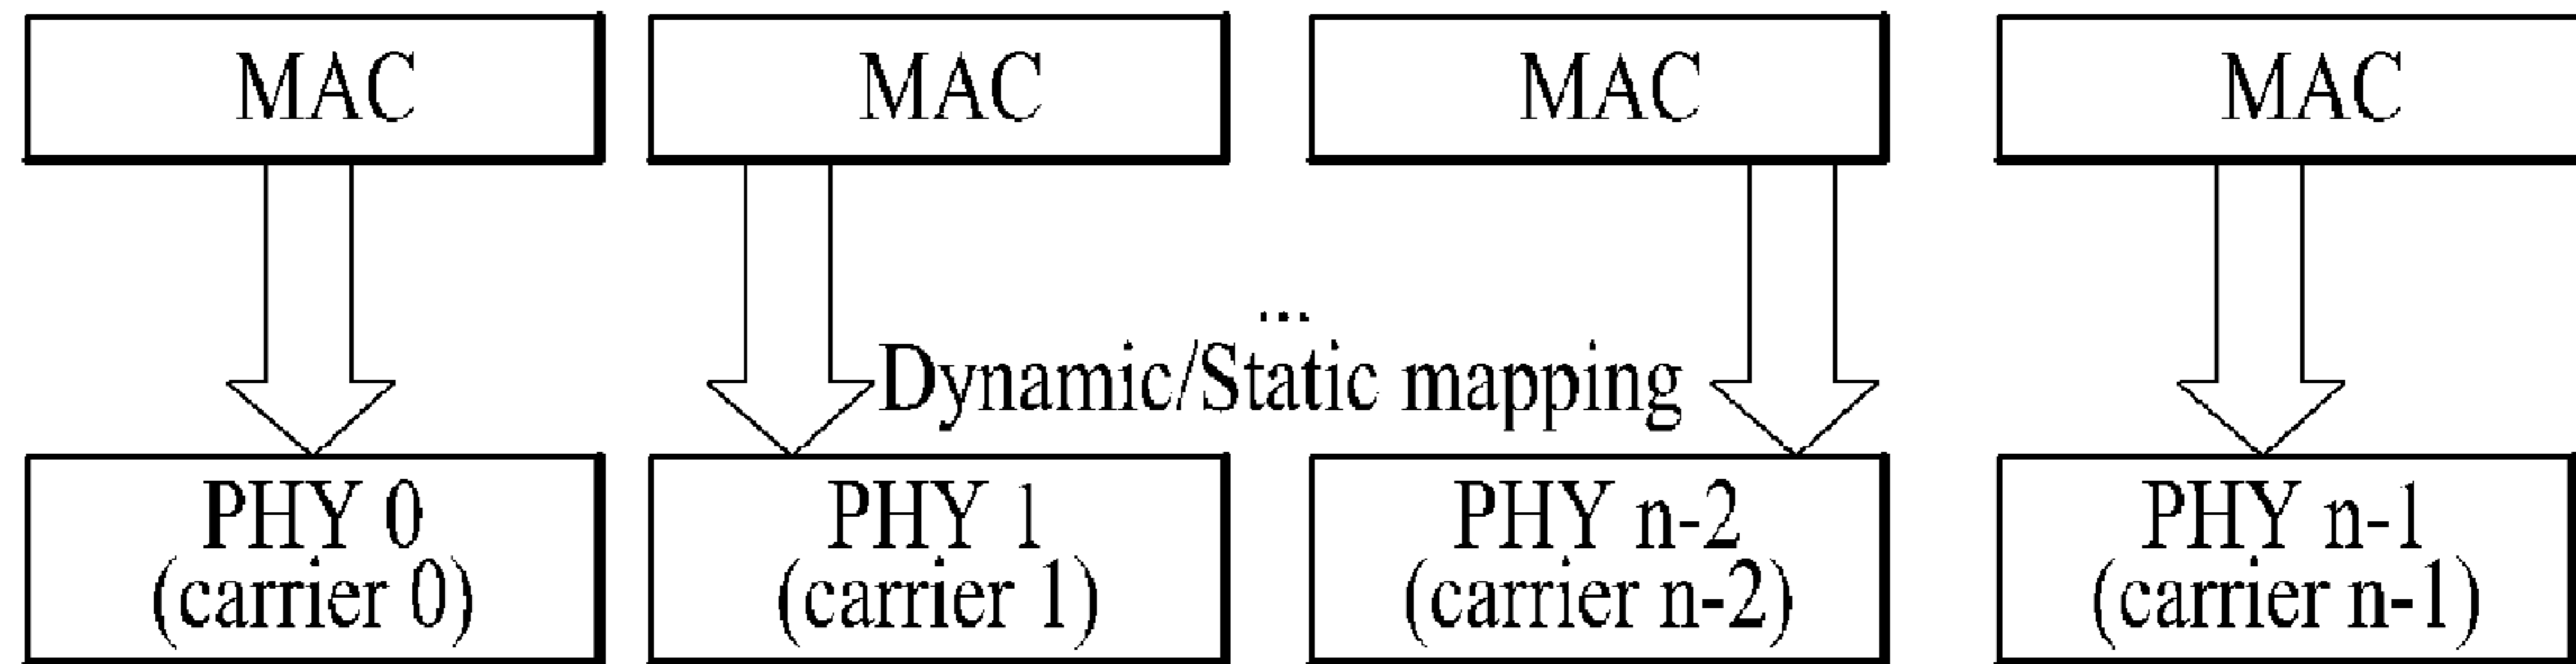 MAC
MAC
MAC
MAC
...
Dynamic/Static mapping
PHY 0
(carrier 0)
PHY 1
(carrier 1)
PHY n-2
(carrier n-2)
PHY n-1
(carrier n-1)